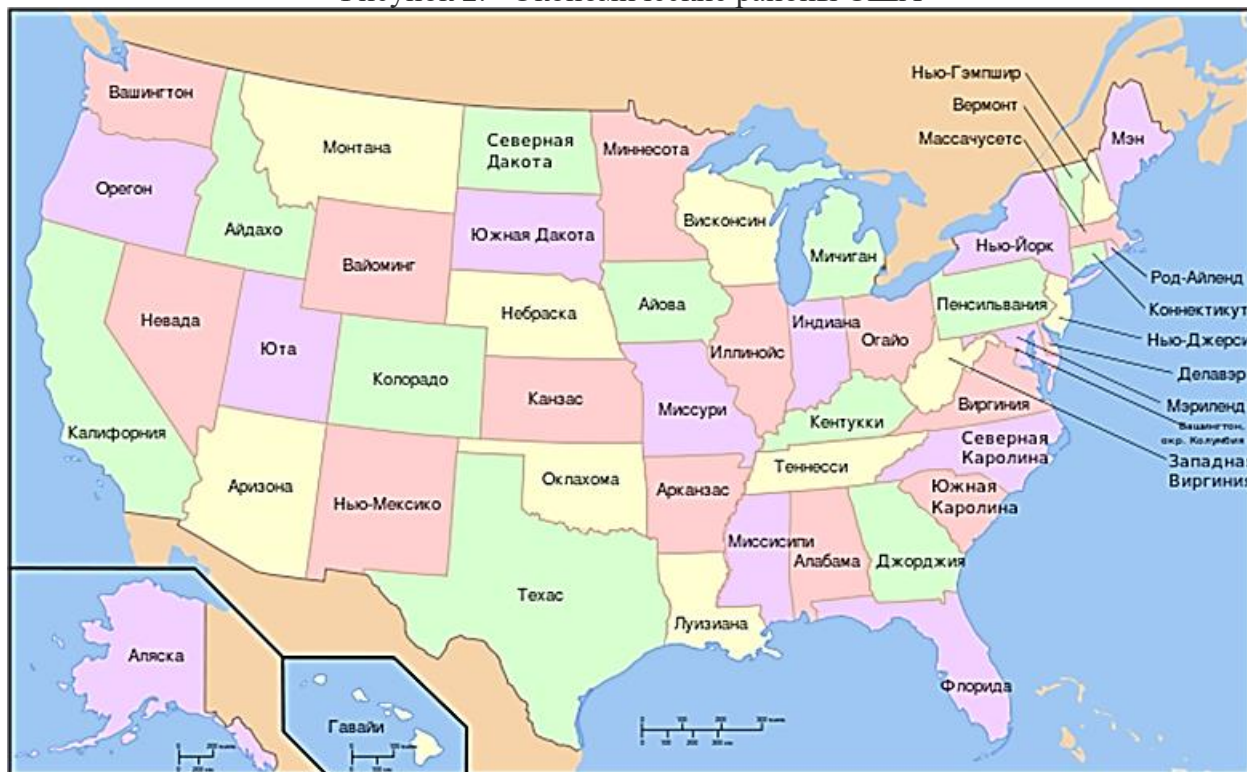 Вашингтон
Монтана
Северная
Дакота
Миннесота
Нью-Гэмпшир
Вермонт
Массачусетс
Мэн
Орегон
Айдахо
Южная Дакота
Висконсин
Мичиган
Нью-Йорк
Вайоминг
Род-Айленд
Коннектикут
Пенсильвания
Небраска
Айова
Невада
Юта
Индиана
Огайо
Иллинойс
Нью-Джерси
Делавэр
Мэриленд
Вашингтон,
окр. Колумбия
Западная
Виргиния
Колорадо
Канзас
Миссури
Кентукки
Виргиния
Калифорния
Северная
Каролина
Теннесси
Аризона
Нью-Мексико
Оклахома
Арканзас
Южная
Каролина
Миссисипи
Алабама
Джорджия
Техас
Луизиана
Флорида
Аляска
Гавайи